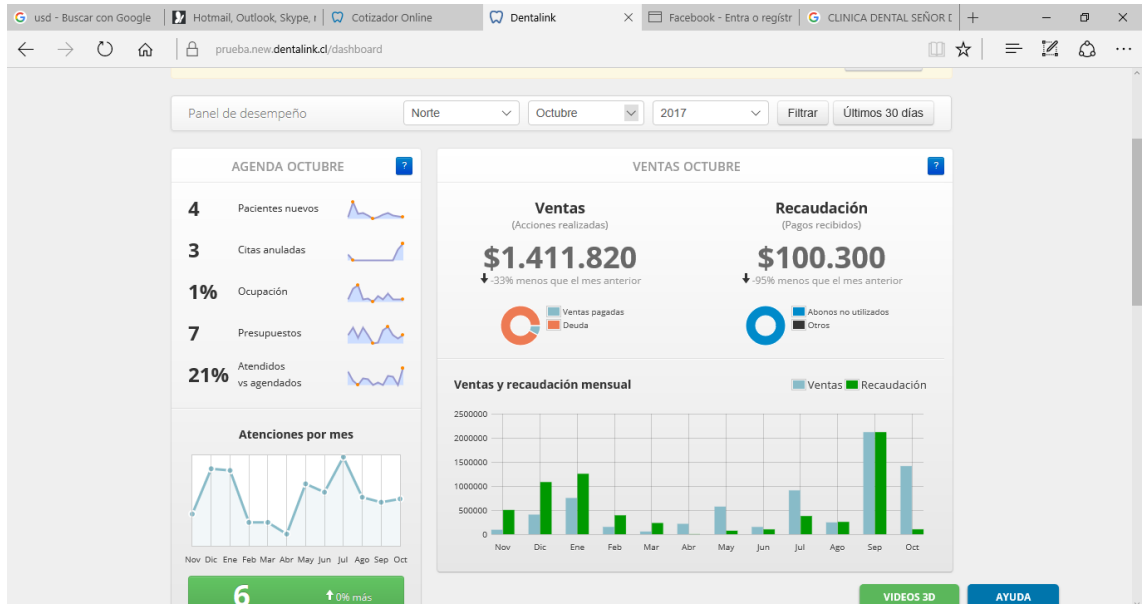 usd - Buscar con Google
Hotmail, Outlook, Skype, r
Cotizador Online
Dentalink
Facebook - Entra o regístr
CLINICA DENTAL SEÑOR D
prueba.new.dentalink.cl/dashboard
Panel de desempeño
Norte
Octubre
2017
Filtrar
Últimos 30 días
AGENDA OCTUBRE
?
4 Pacientes nuevos
3 Citas anuladas
1% Ocupación
7 Presupuestos
21% Atendidos
vs agendados
Atenciones por mes
Nov Dic Ene Feb Mar Abr May Jun Jul Ago Sep Oct
6 0% más
VENTAS OCTUBRE
?
Ventas
(Acciones realizadas)
$1.411.820
-33% menos que el mes anterior
Ventas pagadas
Deuda
Recaudación
(Pagos recibidos)
$100.300
-95% menos que el mes anterior
Abonos no utilizados
Otros
Ventas y recaudación mensual
Ventas Recaudación
2500000
2000000
1500000
1000000
500000
0
Nov Dic Ene Feb Mar Abr May Jun Jul Ago Sep Oct
VIDEOS 3D
AYUDA